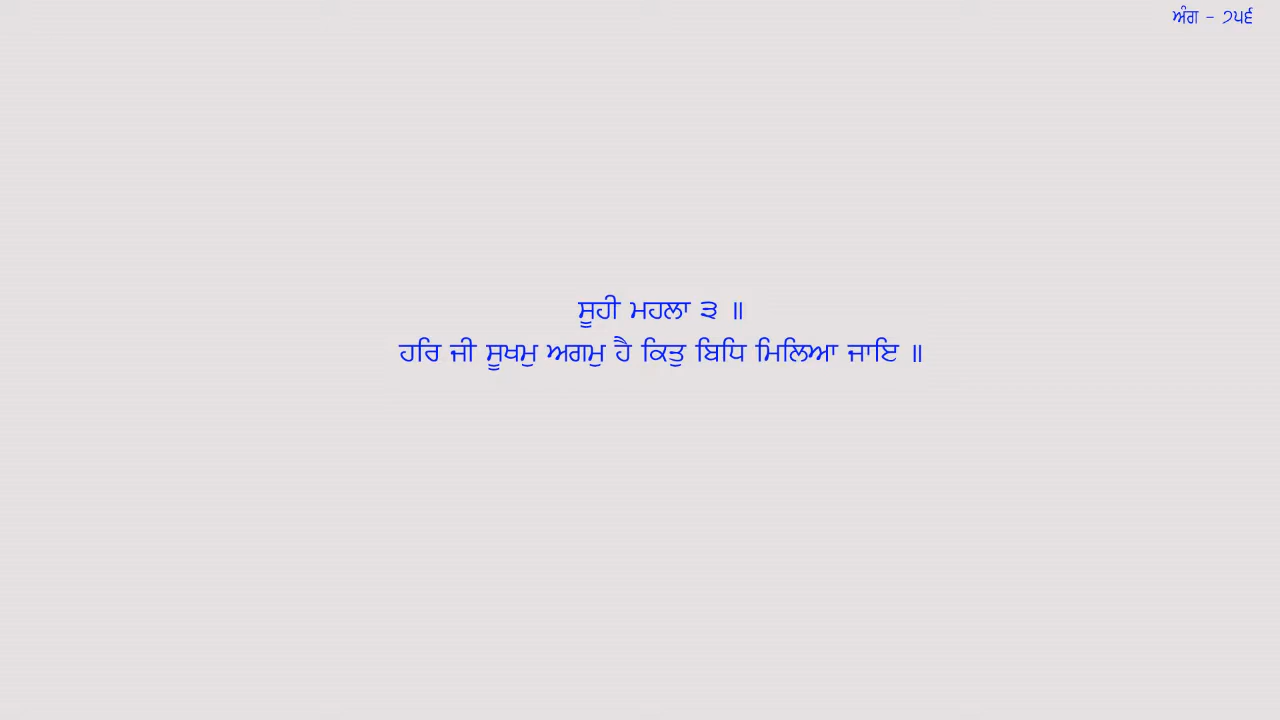 ਅੰਗ - ੭੫੬
ਸੂਹੀ ਮਹਲਾ ੩ ॥
ਹਰਿ ਜੀ ਸੂਖਮੁ ਅਗਮੁ ਹੈ ਕਿਤੁ ਬਿਧਿ ਮਿਲਿਆ ਜਾਇ ॥